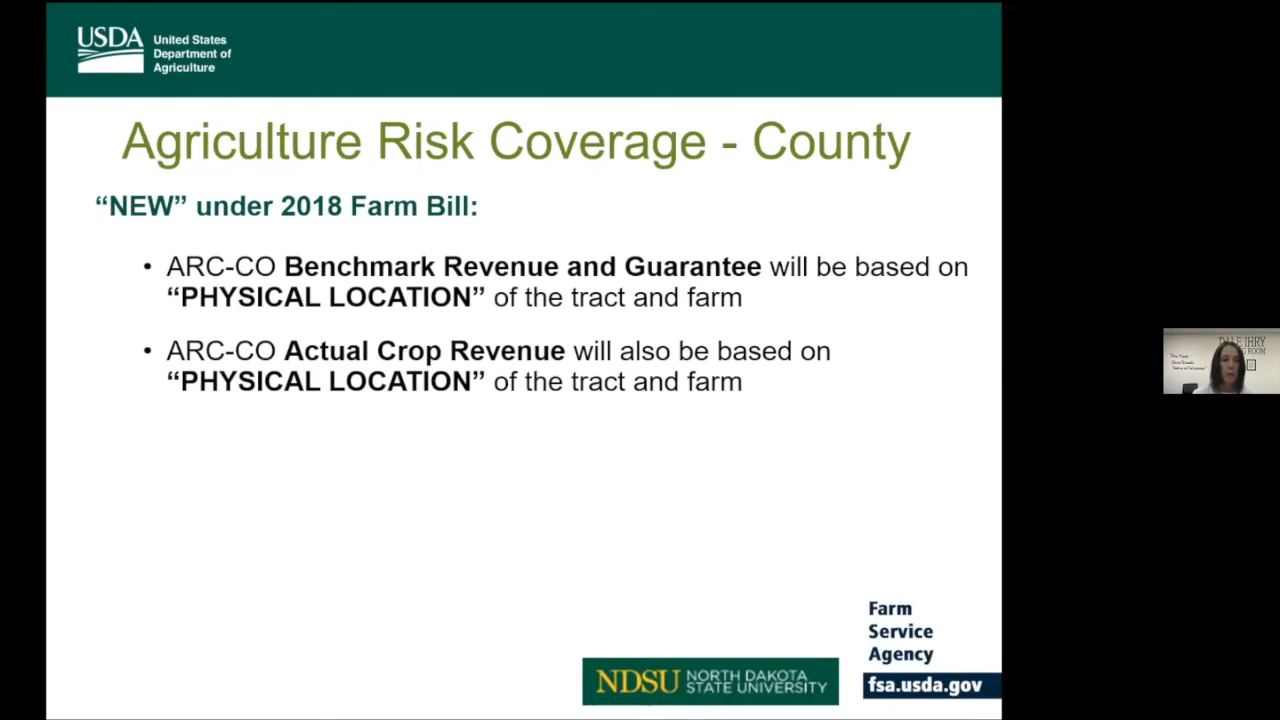 USDA
United States
Department of
Agriculture
Agriculture Risk Coverage - County
“NEW” under 2018 Farm Bill:
• ARC-CO Benchmark Revenue and Guarantee will be based on
“PHYSICAL LOCATION” of the tract and farm
• ARC-CO Actual Crop Revenue will also be based on
“PHYSICAL LOCATION” of the tract and farm
Farm
Service
Agency
fsa.usda.gov
NDSU NORTH DAKOTA
STATE UNIVERSITY
IHRY
ROOM